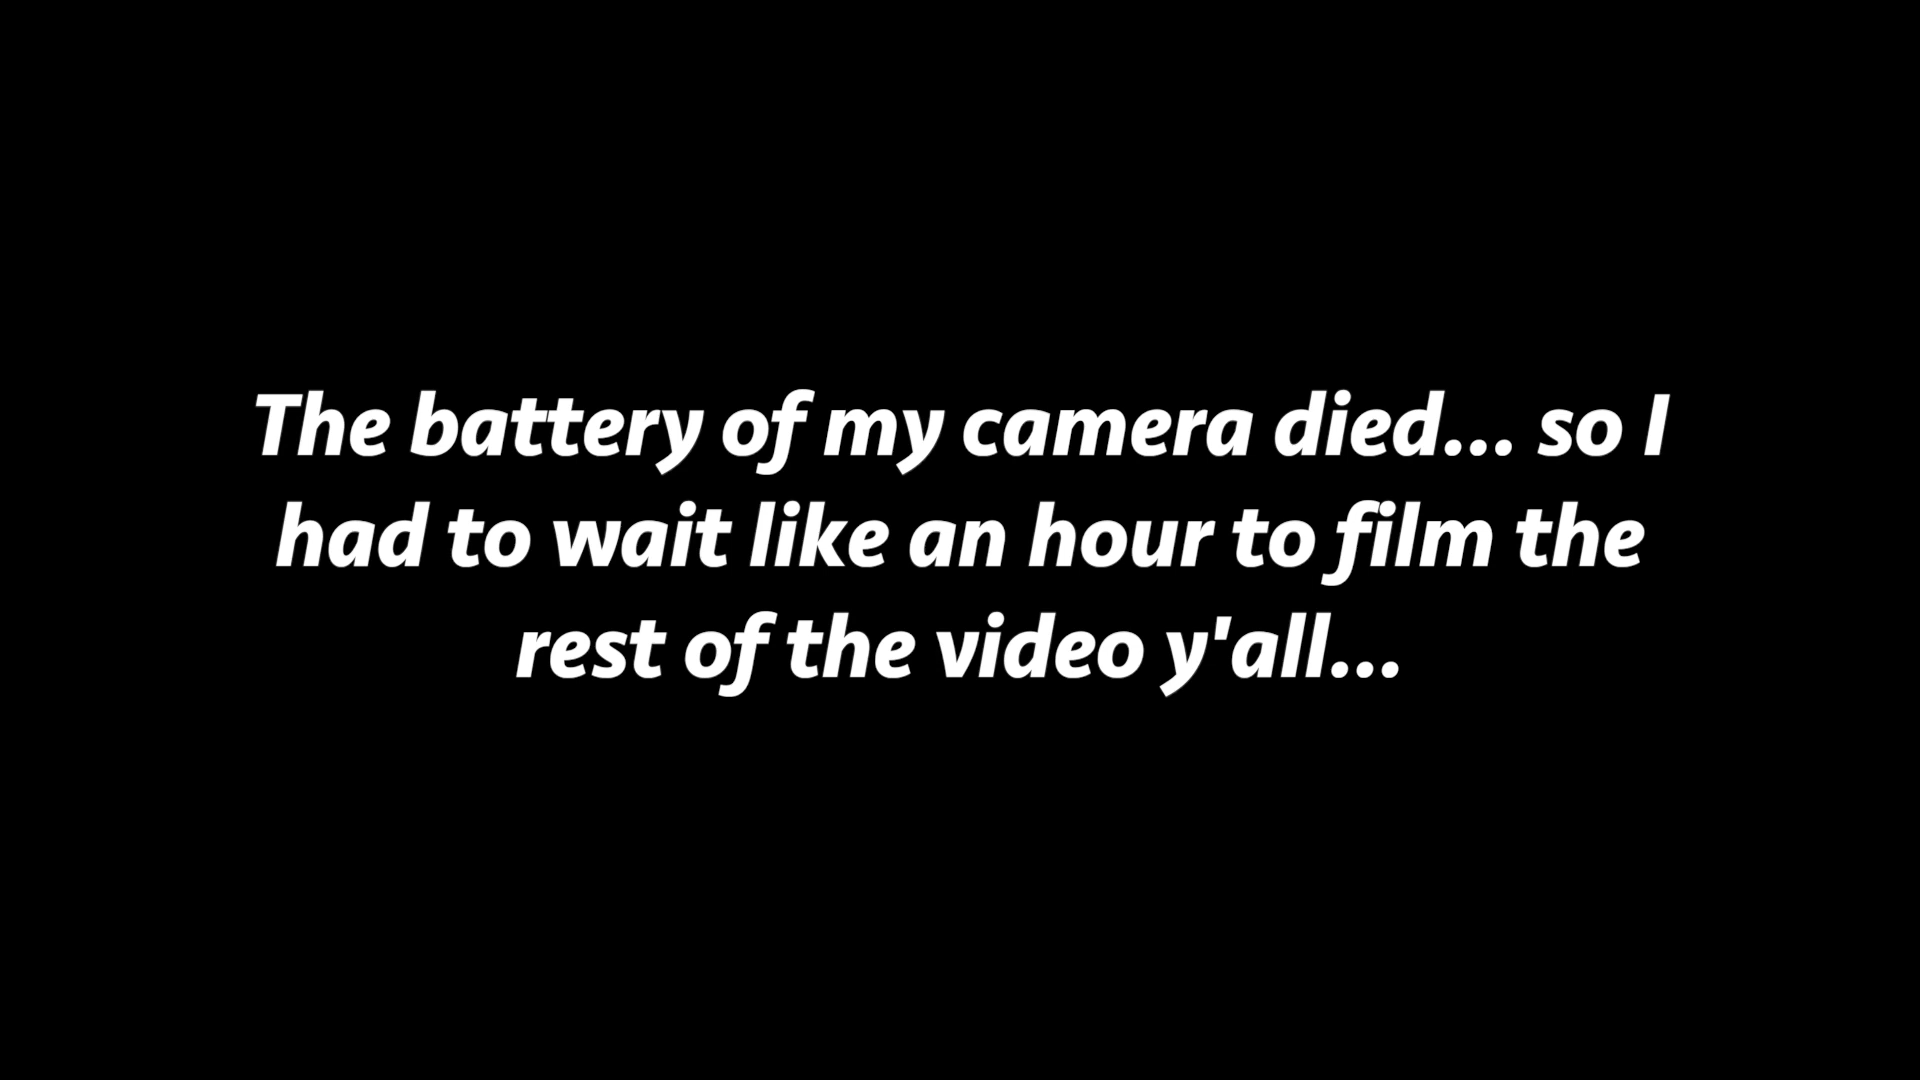 The battery of my camera died... so I
had to wait like an hour to film the
rest of the video y'all...